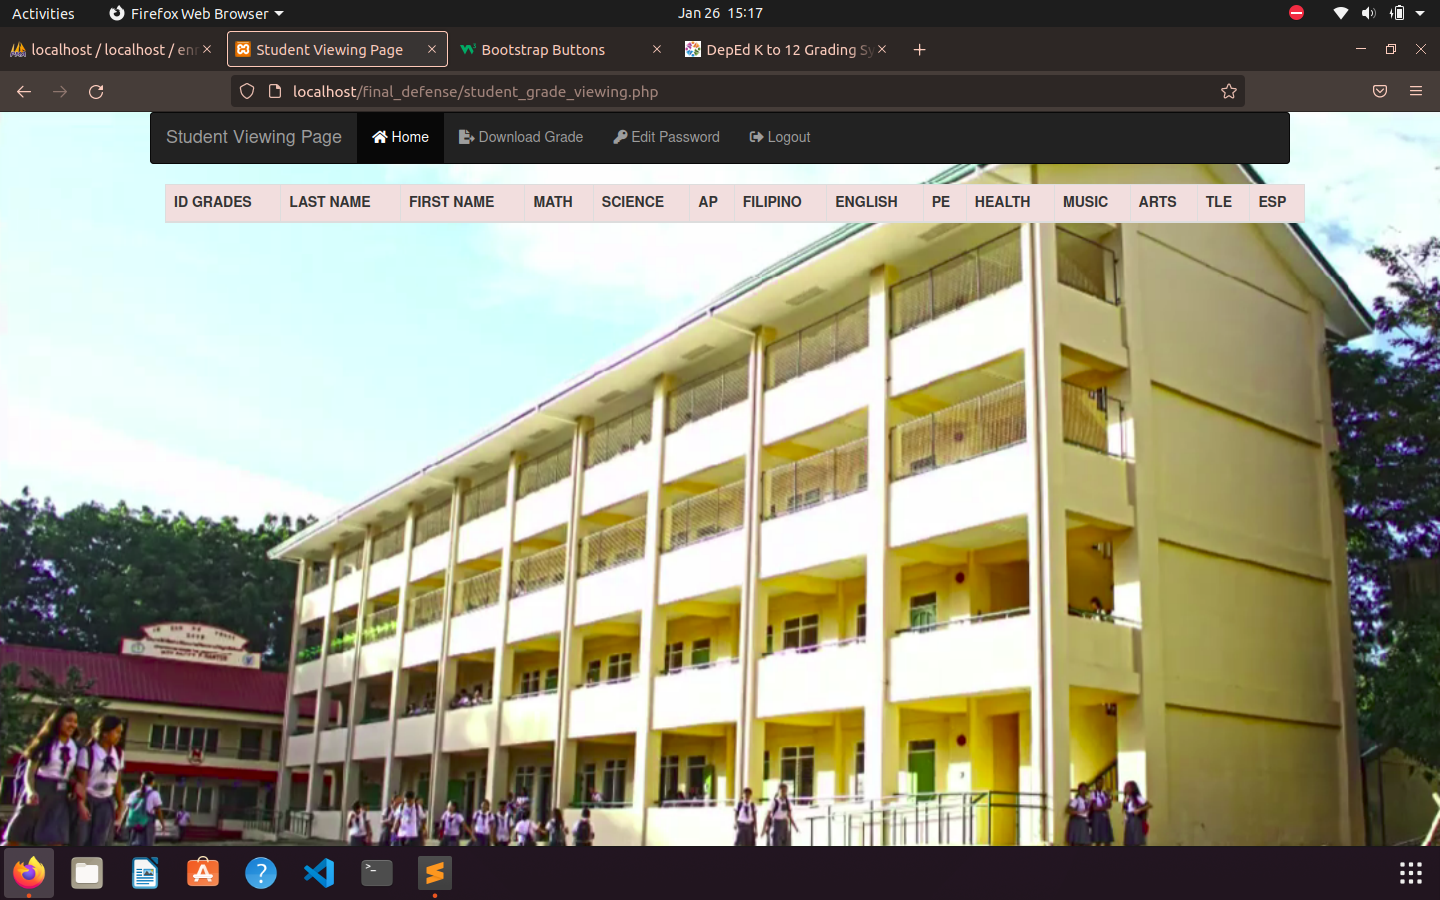 Activities Firefox Web Browser Jan 26 15:17
localhost / localhost / enr Student Viewing Page Bootstrap Buttons DepEd K to 12 Grading Sy
localhost/final_defense/student_grade_viewing.php
Student Viewing Page Home Download Grade Edit Password Logout
ID GRADES LAST NAME FIRST NAME MATH SCIENCE AP FILIPINO ENGLISH PE HEALTH MUSIC ARTS TLE ESP